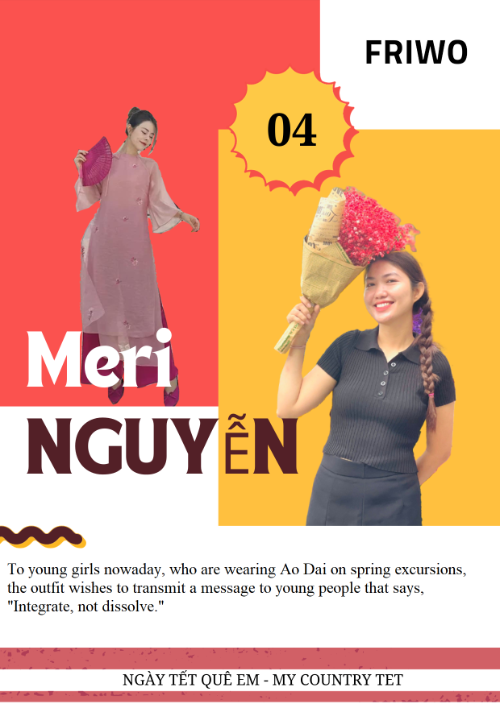 FRIWO
04
Meri
NGUYỄN
To young girls nowaday, who are wearing Ao Dai on spring excursions,
the outfit wishes to transmit a message to young people that says,
"Integrate, not dissolve."
NGÀY TẾT QUÊ EM - MY COUNTRY TET